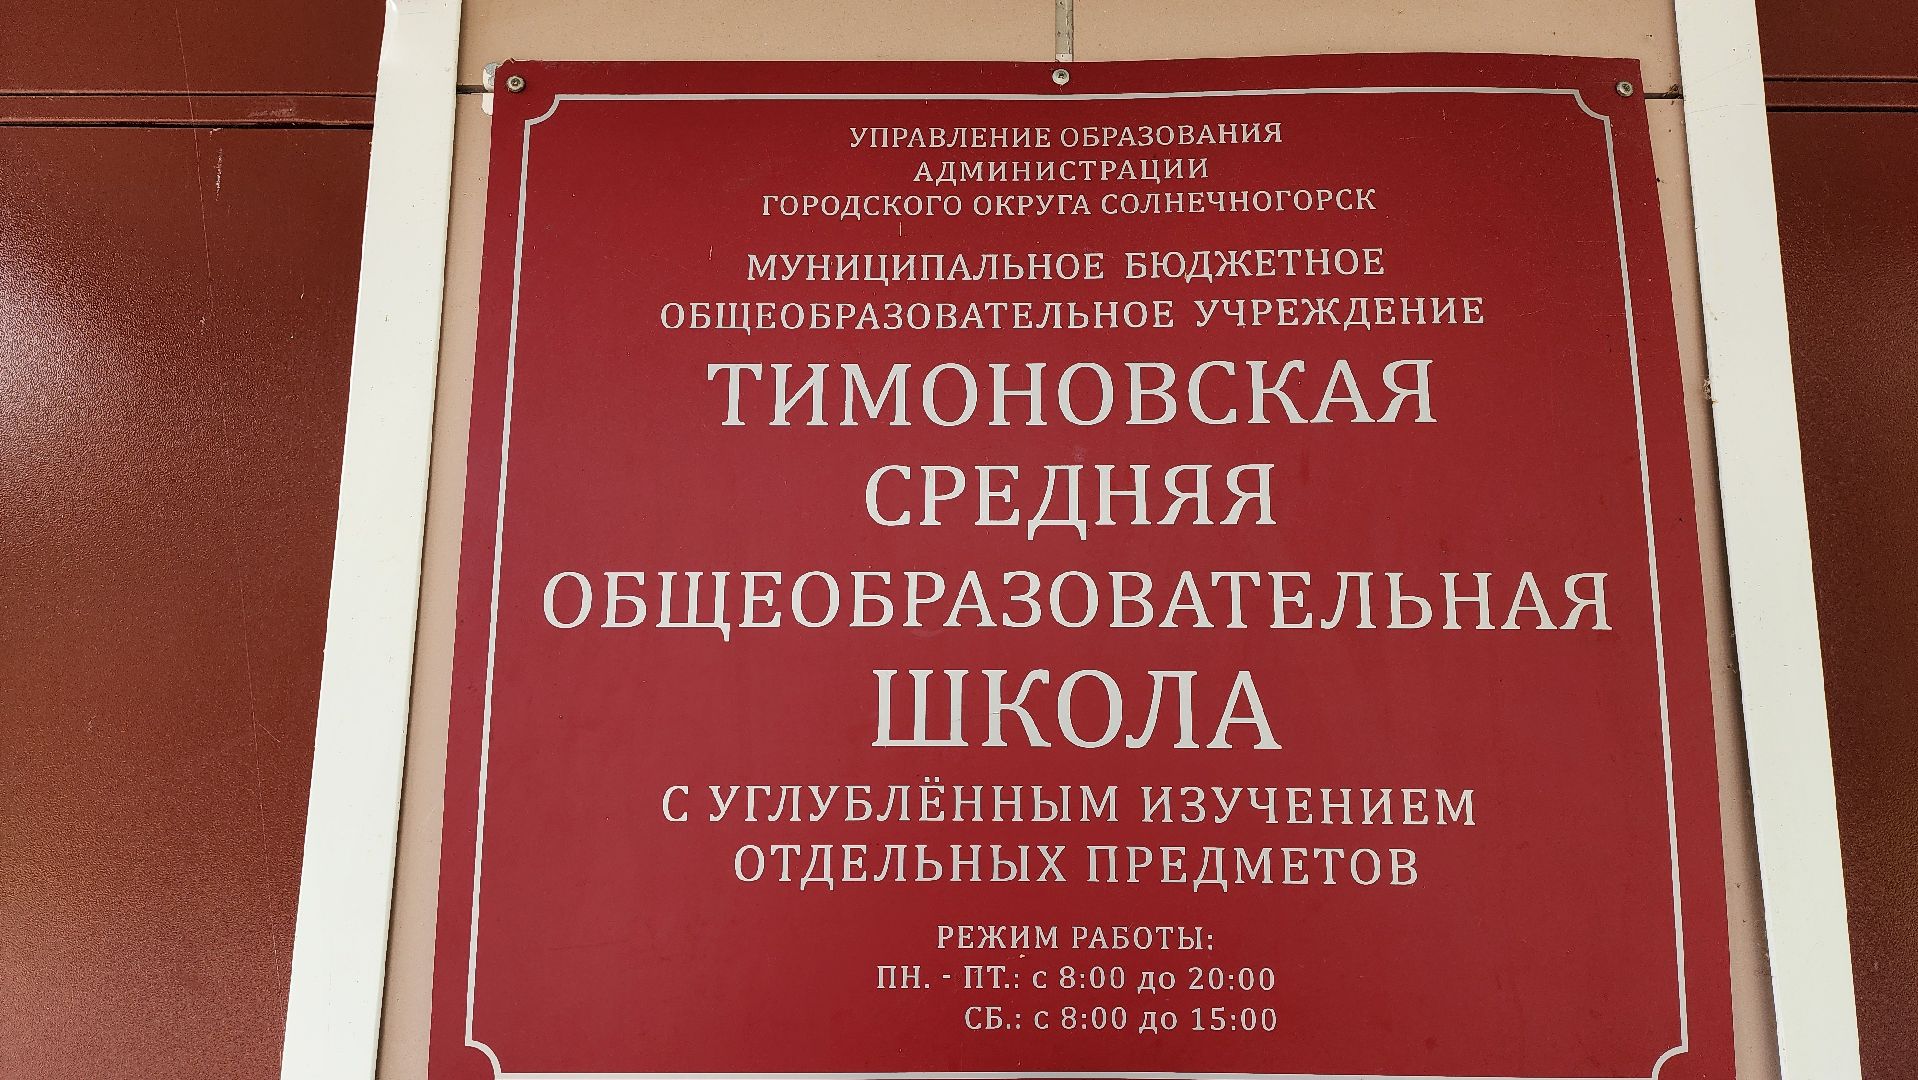 УПРАВЛЕНИЕ ОБРАЗОВАНИЯ
АДМИНИСТРАЦИИ
ГОРОДСКОГО ОКРУГА СОЛНЕЧНОГОРСК
МУНИЦИПАЛЬНОЕ БЮДЖЕТНОЕ
ОБЩЕОБРАЗОВАТЕЛЬНОЕ УЧРЕЖДЕНИЕ
ТИМОНОВСКАЯ
СРЕДНЯЯ
ОБЩЕОБРАЗОВАТЕЛЬНАЯ
ШКОЛА
С УГЛУБЛЁННЫМ ИЗУЧЕНИЕМ
ОТДЕЛЬНЫХ ПРЕДМЕТОВ
РЕЖИМ РАБОТЫ:
ПН. - ПТ.: с 8:00 до 20:00
СБ.: с 8:00 до 15:00